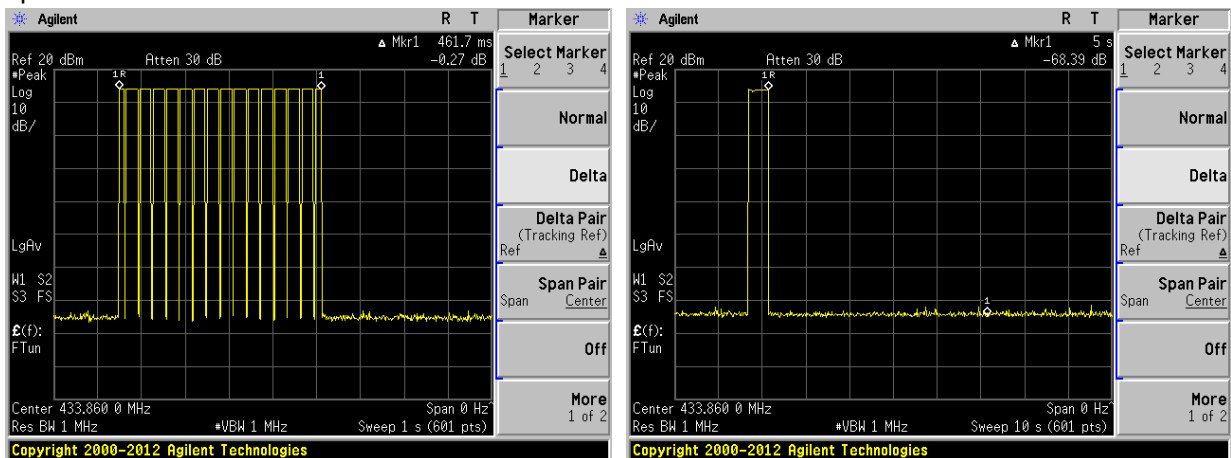 Agilent R T Marker
Δ Mkr1 461.7 ms
Ref 20 dBm Atten 30 dB -0.27 dB
#Peak
Log
10
dB/
1R 1
LgAv
W1 S2
S3 FS
£(f):
FTun
Center 433.860 0 MHz Span 0 Hz^
Res BW 1 MHz #VBW 1 MHz Sweep 1 s (601 pts)
Select Marker
1 2 3 4
Normal
Delta
Delta Pair
(Tracking Ref)
Ref Δ
Span Pair
Span Center
Off
More
1 of 2
Copyright 2000-2012 Agilent Technologies
Agilent R T Marker
Δ Mkr1 5 s
Ref 20 dBm Atten 30 dB -68.39 dB
#Peak
Log
10
dB/
1R
1
LgAv
W1 S2
S3 FS
£(f):
FTun
Center 433.860 0 MHz Span 0 Hz^
Res BW 1 MHz #VBW 1 MHz Sweep 10 s (601 pts)
Select Marker
1 2 3 4
Normal
Delta
Delta Pair
(Tracking Ref)
Ref Δ
Span Pair
Span Center
Off
More
1 of 2
Copyright 2000-2012 Agilent Technologies